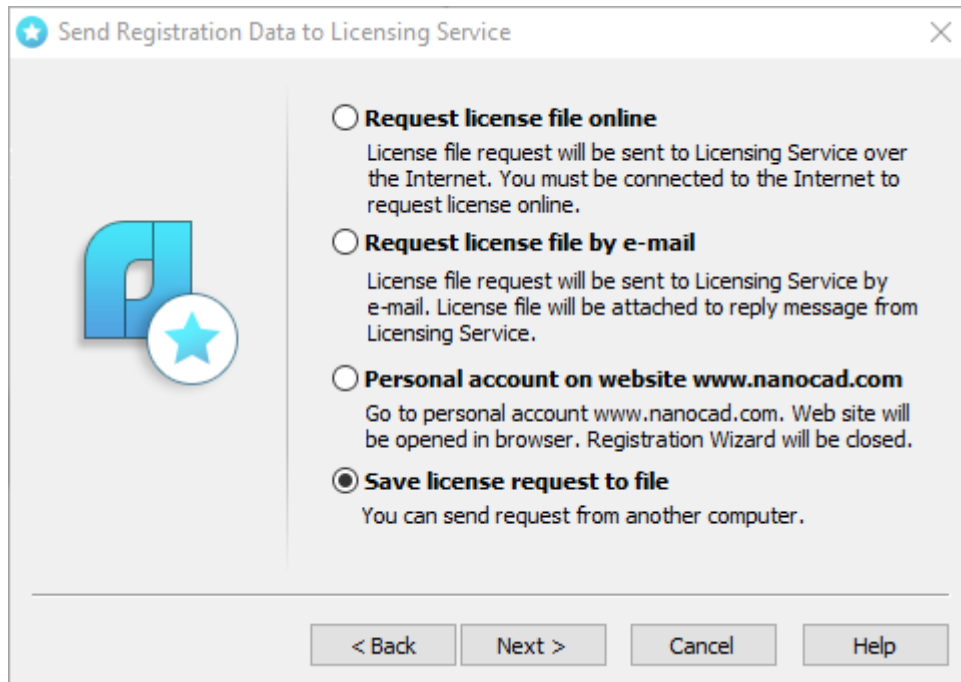 Send Registration Data to Licensing Service
Request license file online
License file request will be sent to Licensing Service over
the Internet. You must be connected to the Internet to
request license online.
Request license file by e-mail
License file request will be sent to Licensing Service by
e-mail. License file will be attached to reply message from
Licensing Service.
Personal account on website www.nanocad.com
Go to personal account www.nanocad.com. Web site will
be opened in browser. Registration Wizard will be closed.
Save license request to file
You can send request from another computer.
< Back Next > Cancel Help